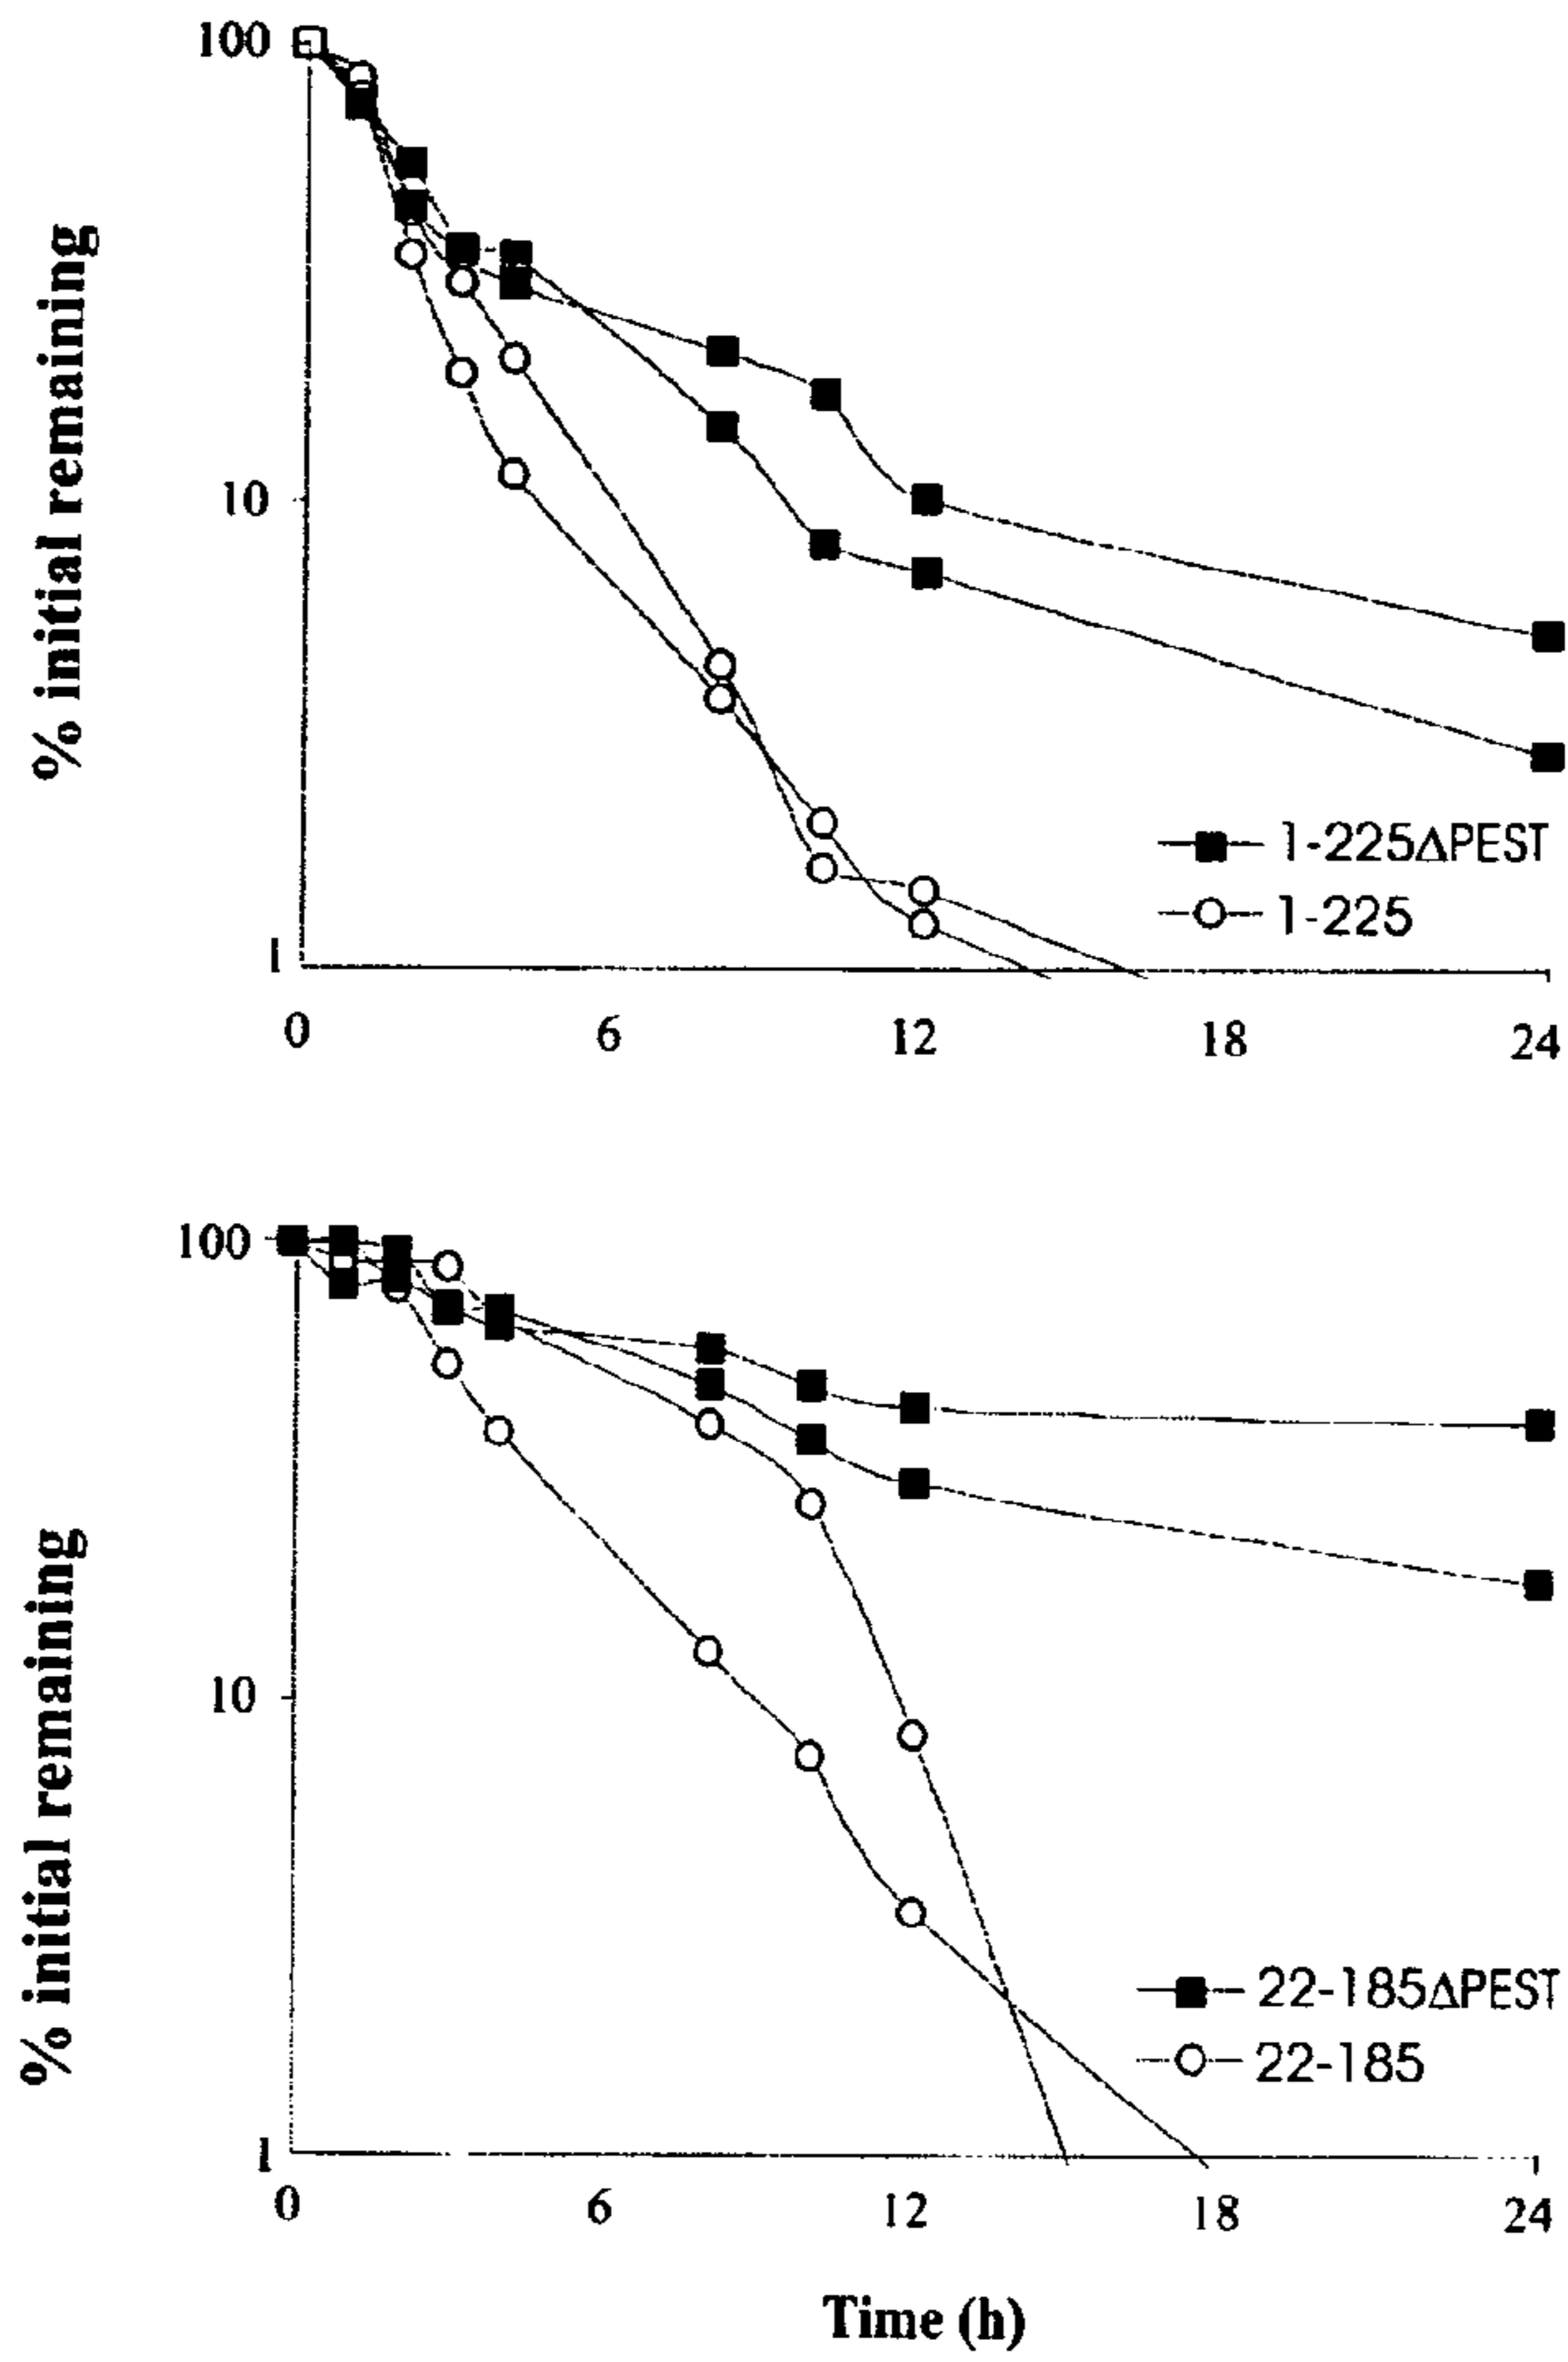 100
% initial remaining
10
1-225ΔPEST
1-225
1
0 6 12 18 24
100
% initial remaining
10
22-185ΔPEST
22-185
1
0 6 12 18 24
Time (h)